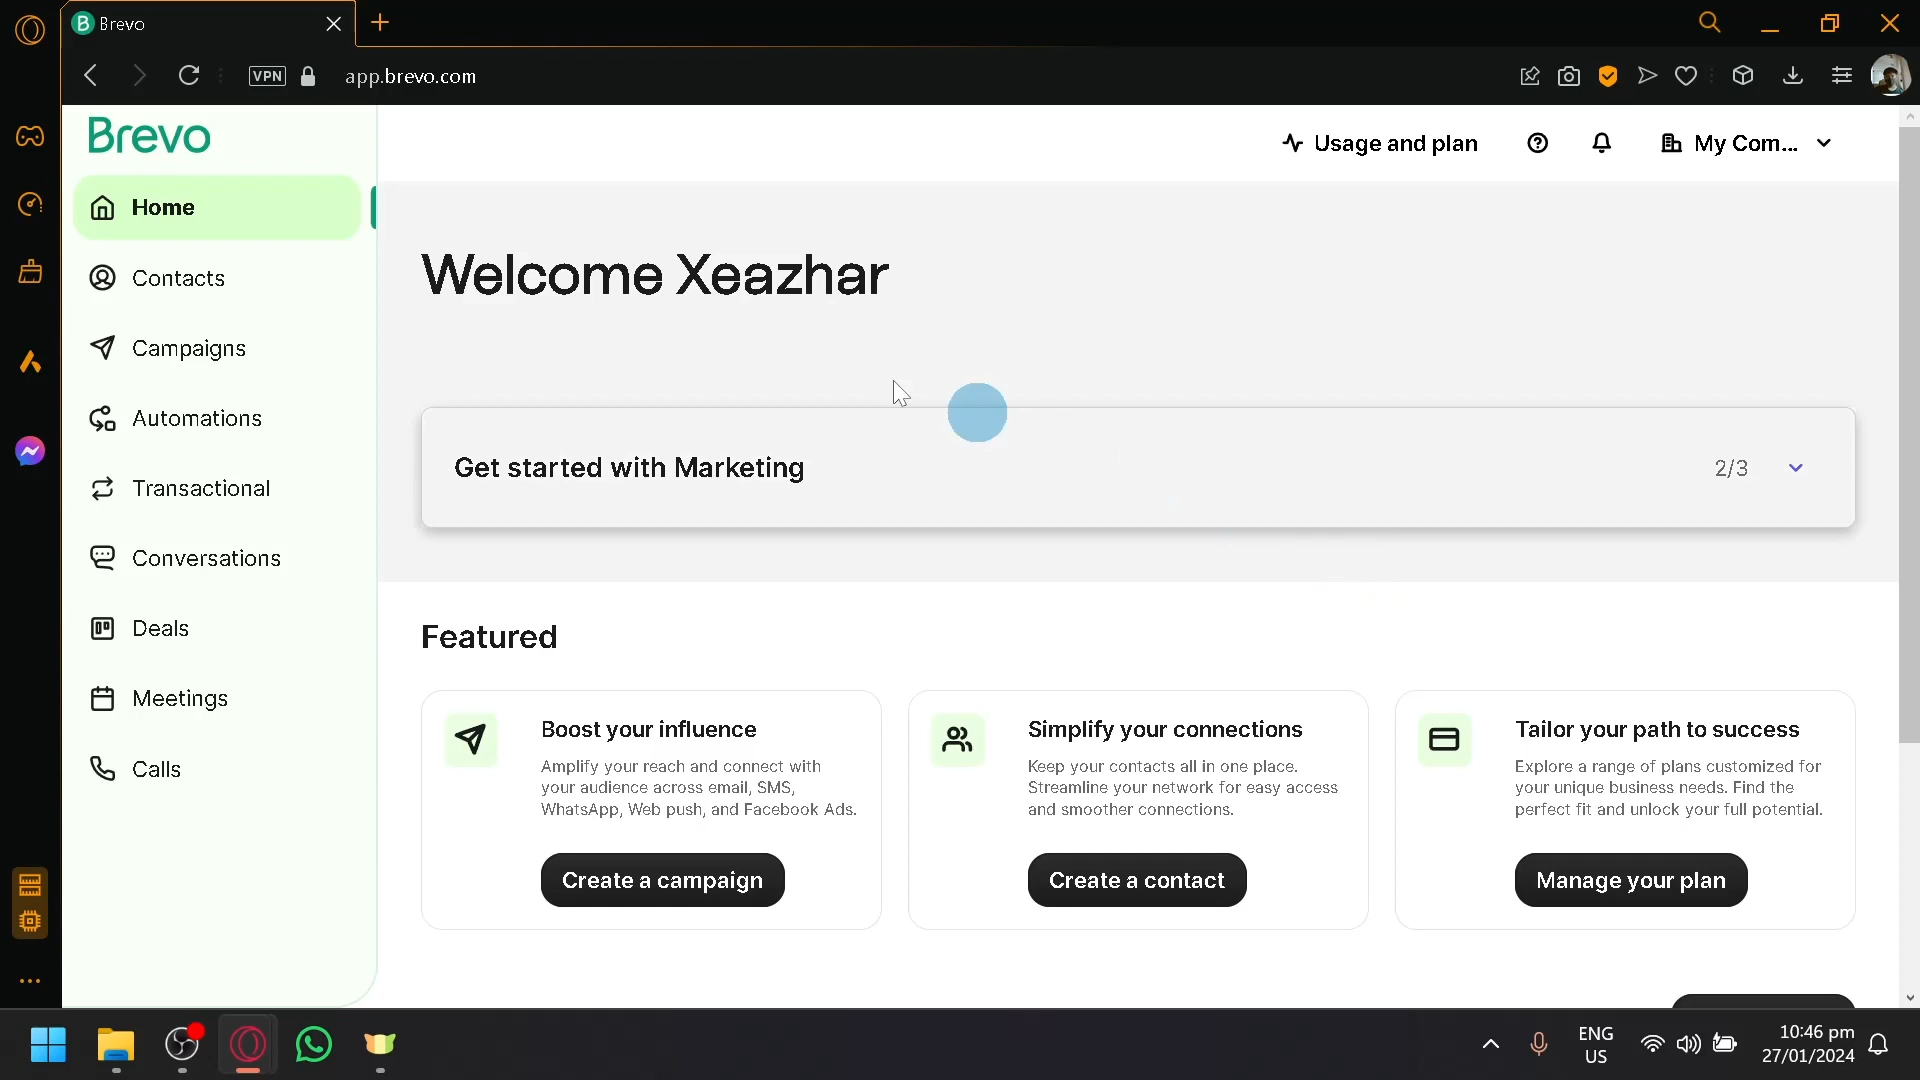 Brevo
VPN
app.brevo.com
Brevo
Usage and plan
My Com...
Home
Contacts
Campaigns
Automations
Transactional
Conversations
Deals
Meetings
Calls
Welcome Xeazhar
Get started with Marketing
2/3
Featured
Boost your influence
Amplify your reach and connect with
your audience across email, SMS,
WhatsApp, Web push, and Facebook Ads.
Create a campaign
Simplify your connections
Keep your contacts all in one place.
Streamline your network for easy access
and smoother connections.
Create a contact
Tailor your path to success
Explore a range of plans customized for
your unique business needs. Find the
perfect fit and unlock your full potential.
Manage your plan
ENG
US
10:46 pm
27/01/2024